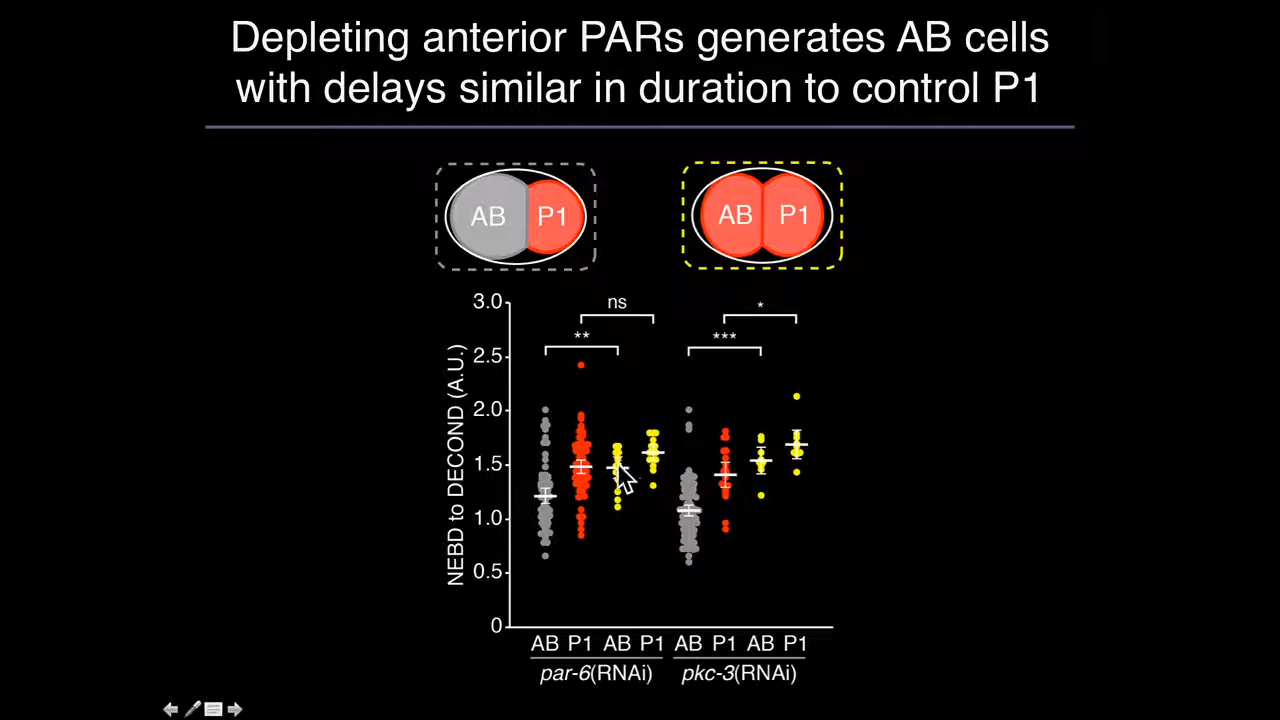 Depleting anterior PARs generates AB cells
with delays similar in duration to control P1
AB P1
AB P1
NEBD to DECOND (A.U.)
3.0
2.5
2.0
1.5
1.0
0.5
0
ns
**
*
***
AB P1 AB P1 AB P1 AB P1
par-6(RNAi) pkc-3(RNAi)